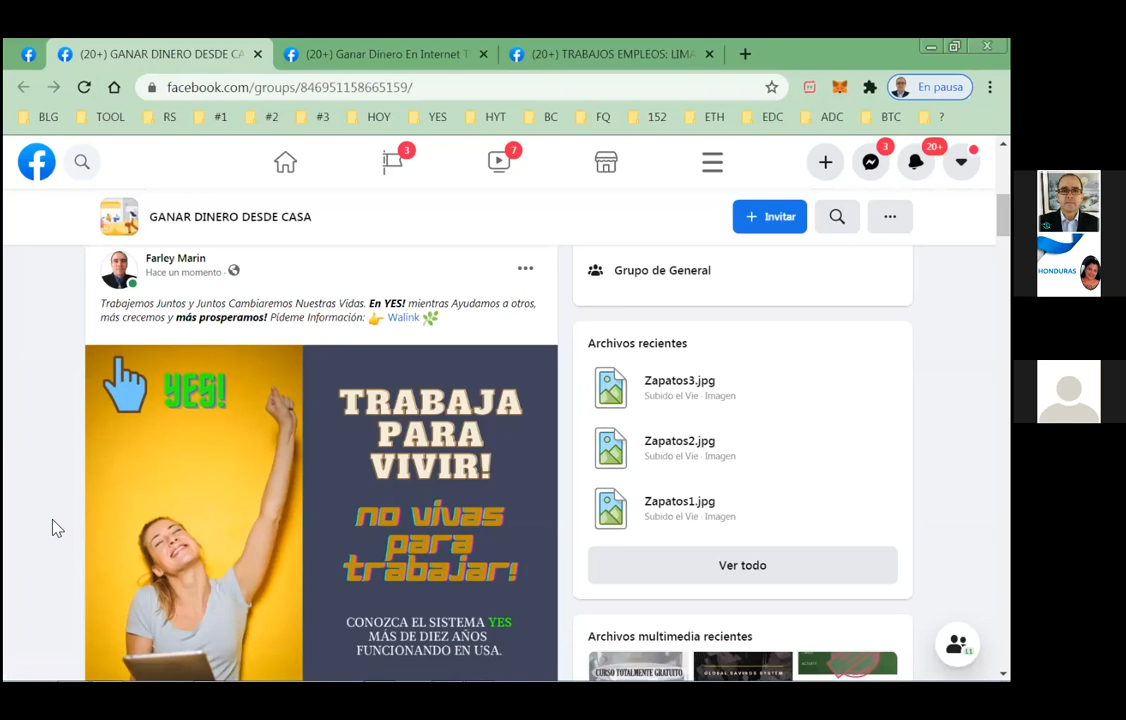 (20+) GANAR DINERO DESDE CA
(20+) Ganar Dinero En Internet T
(20+) TRABAJOS EMPLEOS: LIMA
facebook.com/groups/846951158665159/
En pausa
BLG TOOL RS #1 #2 #3 HOY YES HYT BC FQ 152 ETH EDC ADC BTC ?
3
7
3
20+
GANAR DINERO DESDE CASA
Invitar
Farley Marin
Hace un momento ·
Trabajemos Juntos y Juntos Cambiaremos Nuestras Vidas. En YES! mientras Ayudamos a otros,
más crecemos y más prosperamos! Pídeme Información: Walink
YES!
TRABAJA
PARA
VIVIR!
no vivas
para
trabajar!
CONOZCA EL SISTEMA YES
MÁS DE DIEZ AÑOS
FUNCIONANDO EN USA.
Grupo de General
Archivos recientes
Zapatos3.jpg
Subido el Vie · Imagen
Zapatos2.jpg
Subido el Vie · Imagen
Zapatos1.jpg
Subido el Vie · Imagen
Ver todo
Archivos multimedia recientes
CURSO TOTALMENTE GRATUITO
GLOBAL SAVINGS SYSTEM
11
HONDURAS